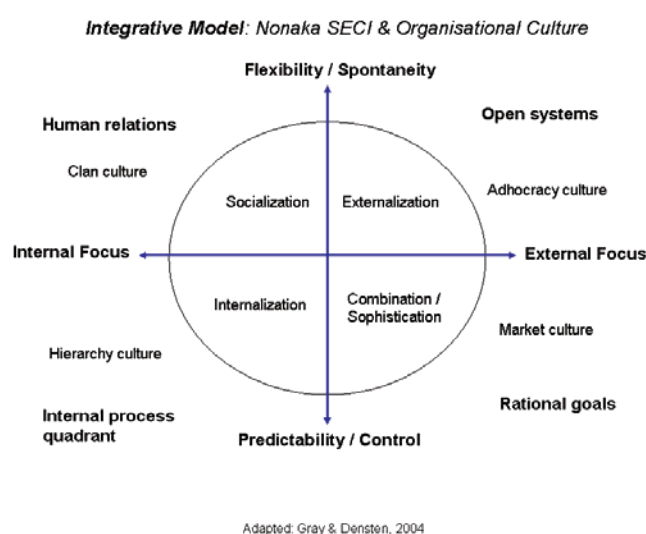 Integrative Model: Nonaka SECI & Organisational Culture
Flexibility / Spontaneity
Human relations
Open systems
Clan culture
Adhocracy culture
Socialization
Externalization
Internal Focus
External Focus
Internalization
Combination /
Sophistication
Market culture
Hierarchy culture
Rational goals
Internal process
quadrant
Predictability / Control
Adapted: Gray & Densten, 2004